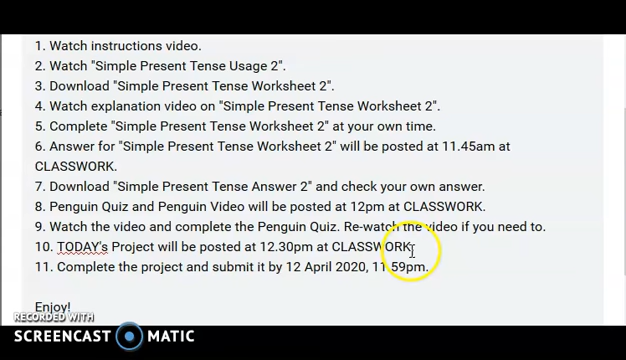 1. Watch instructions video.
2. Watch "Simple Present Tense Usage 2".
3. Download "Simple Present Tense Worksheet 2".
4. Watch explanation video on "Simple Present Tense Worksheet 2".
5. Complete "Simple Present Tense Worksheet 2" at your own time.
6. Answer for "Simple Present Tense Worksheet 2" will be posted at 11.45am at
CLASSWORK.
7. Download "Simple Present Tense Answer 2" and check your own answer.
8. Penguin Quiz and Penguin Video will be posted at 12pm at CLASSWORK.
9. Watch the video and complete the Penguin Quiz. Re-watch the video if you need to.
10. TODAY's Project will be posted at 12.30pm at CLASSWORK.
11. Complete the project and submit it by 12 April 2020, 11.59pm.
Enjoy!
RECORDED WITH
SCREENCAST MATIC